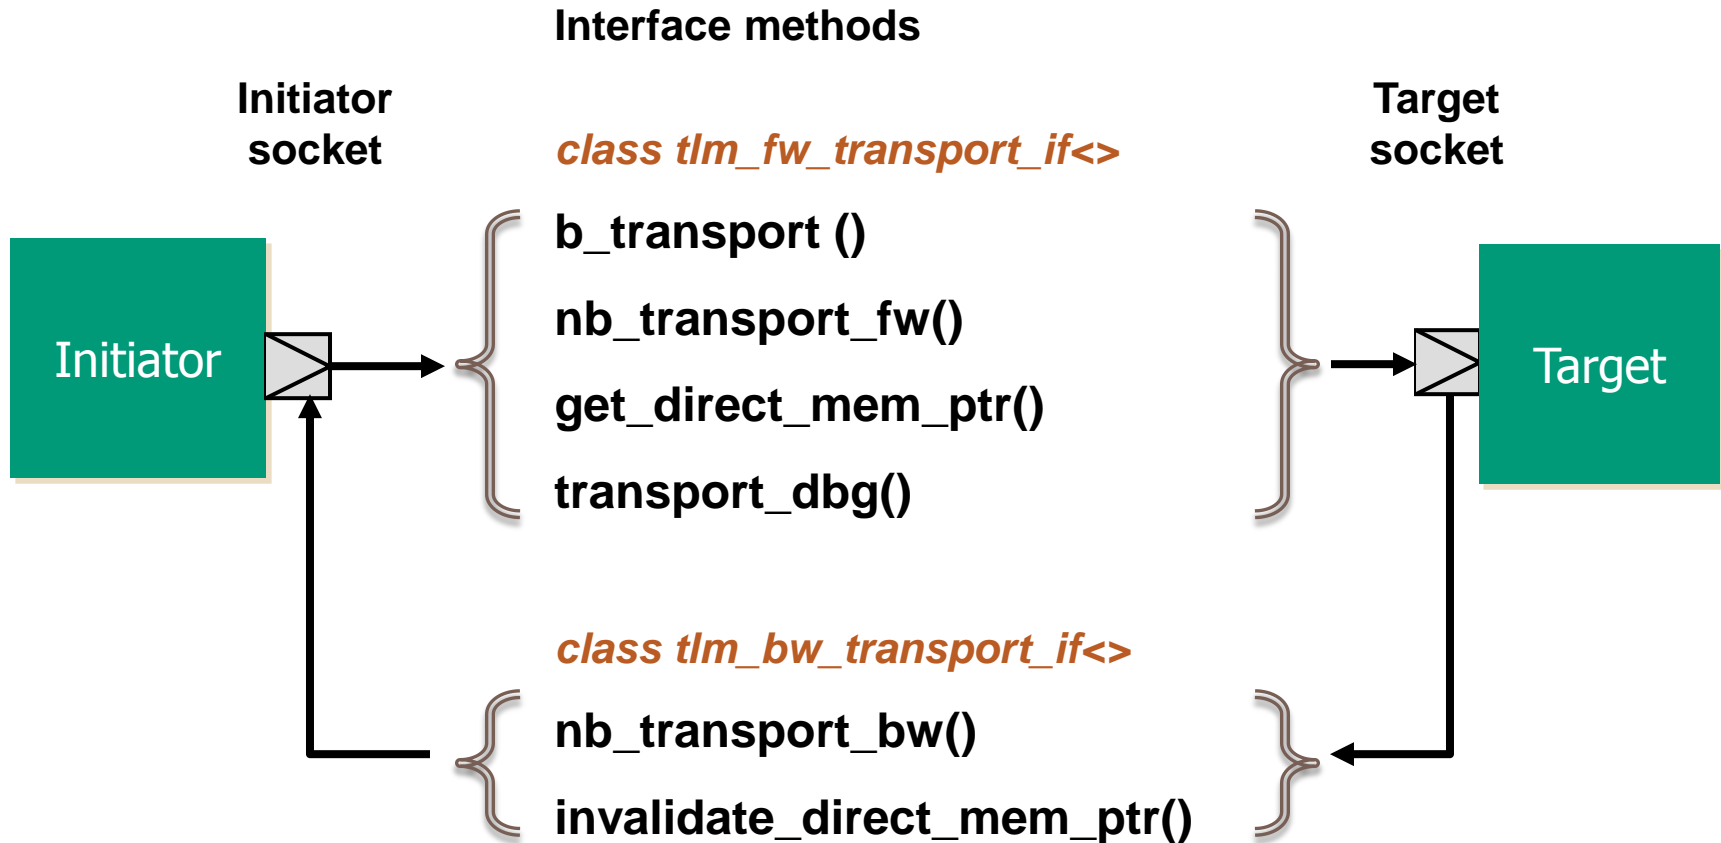 Interface methods
Initiator
socket
class tlm_fw_transport_if<>
Target
socket
b_transport ()
nb_transport_fw()
get_direct_mem_ptr()
transport_dbg()
Initiator
Target
class tlm_bw_transport_if<>
nb_transport_bw()
invalidate_direct_mem_ptr()